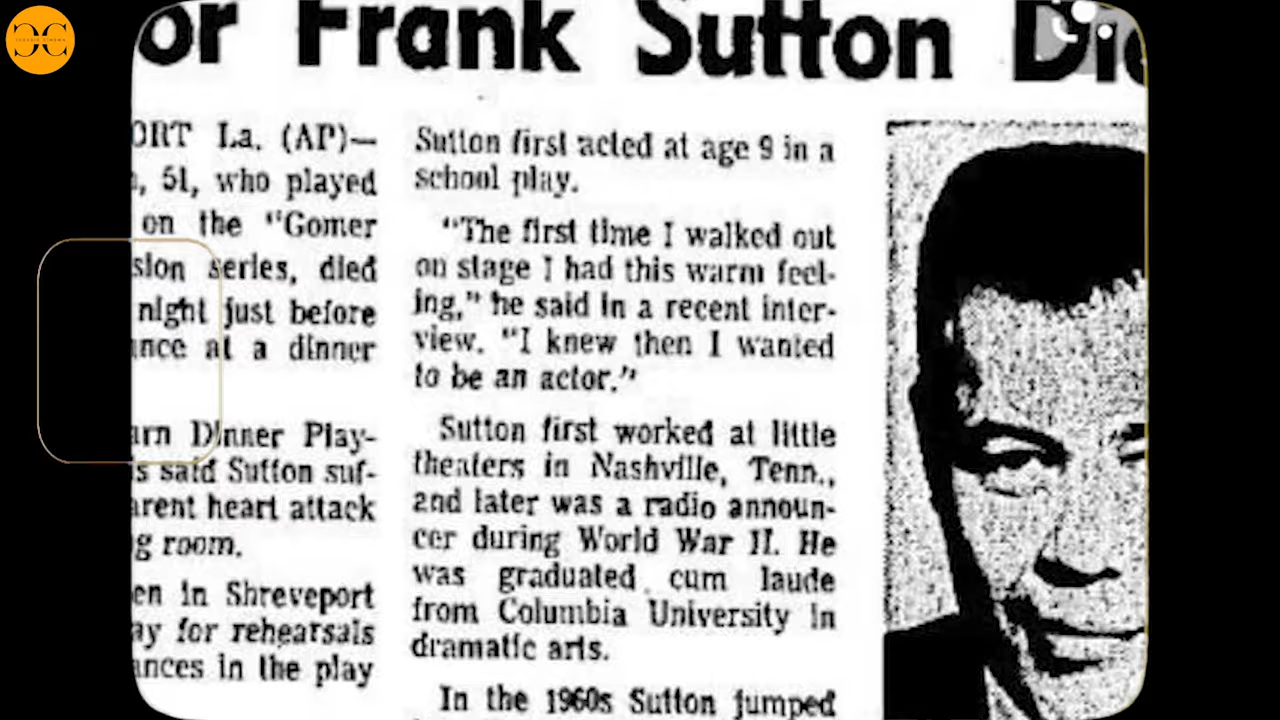 or Frank Sutton Die
ORT La. (AP)—
, 51, who played
on the "Gomer
sion series, died
night just before
ance at a dinner
arn Dinner Play-
s said Sutton suf-
arent heart attack
g room.
en in Shreveport
ay for rehearsals
ances in the play
Sutton first acted at age 9 in a
school play.
"The first time I walked out
on stage I had this warm feel-
ing," he said in a recent inter-
view. "I knew then I wanted
to be an actor."
Sutton first worked at little
theaters in Nashville, Tenn.,
and later was a radio announ-
cer during World War II. He
was graduated cum laude
from Columbia University in
dramatic arts.
In the 1960s Sutton jumped